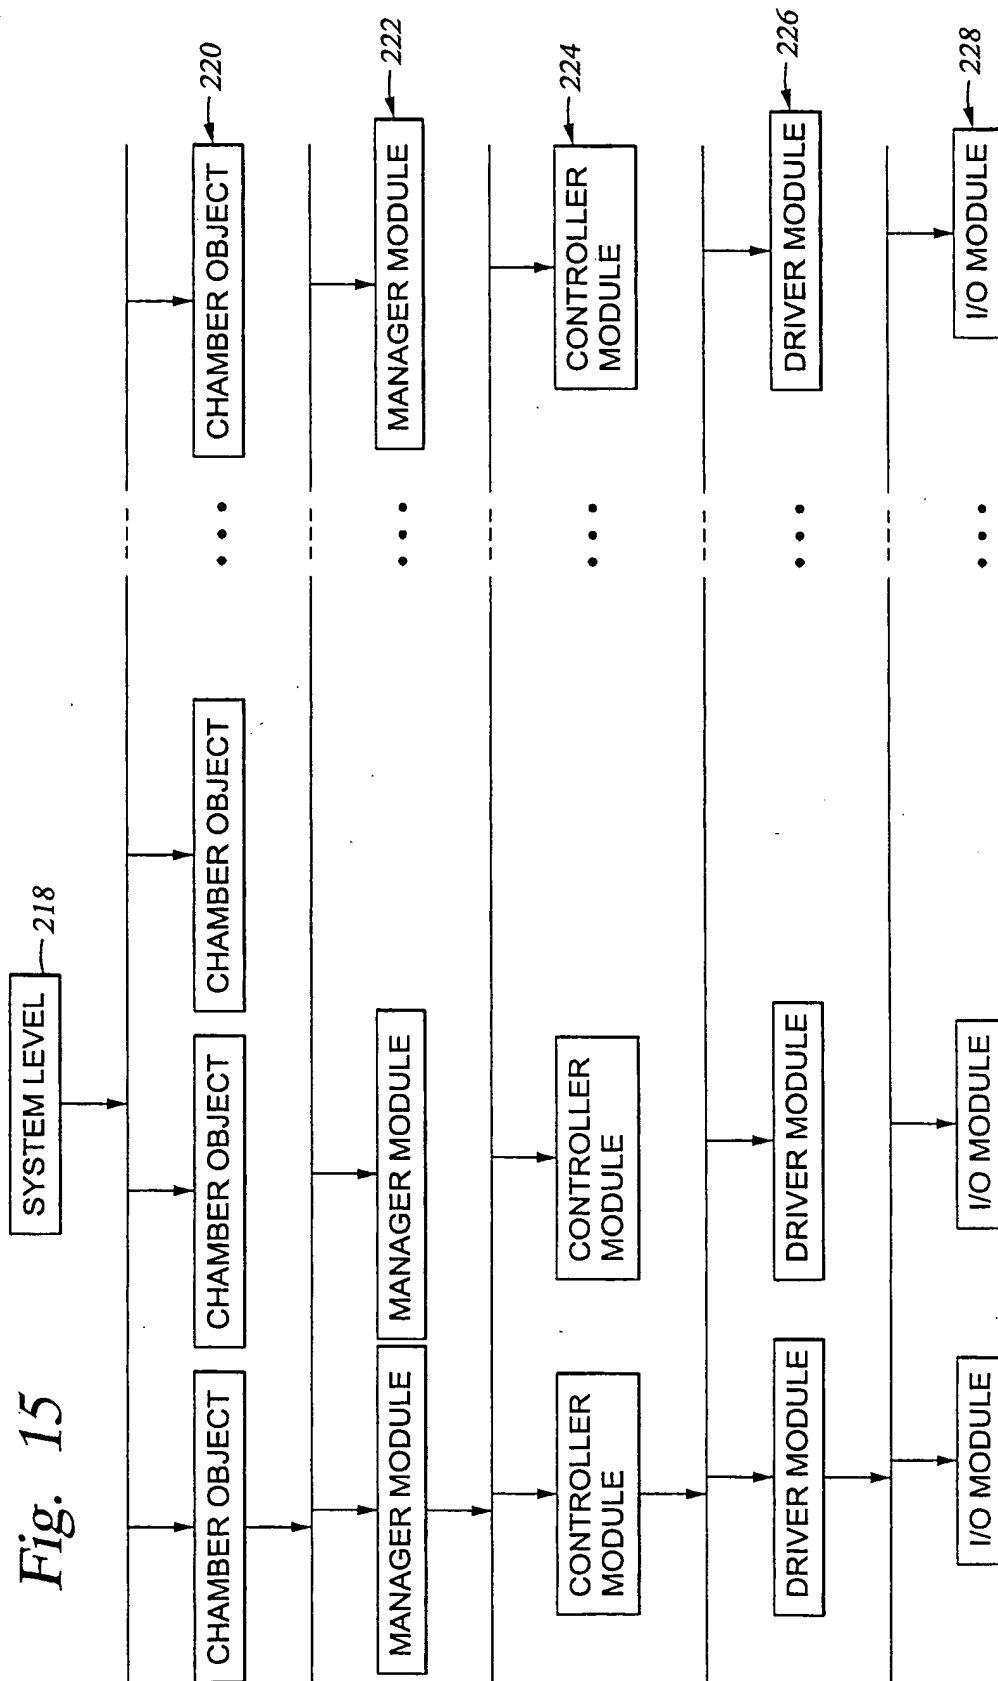 Fig. 15
SYSTEM LEVEL
218
CHAMBER OBJECT
CHAMBER OBJECT
CHAMBER OBJECT
CHAMBER OBJECT
220
MANAGER MODULE
MANAGER MODULE
MANAGER MODULE
222
CONTROLLER
MODULE
CONTROLLER
MODULE
CONTROLLER
MODULE
224
DRIVER MODULE
DRIVER MODULE
DRIVER MODULE
226
I/O MODULE
I/O MODULE
I/O MODULE
228